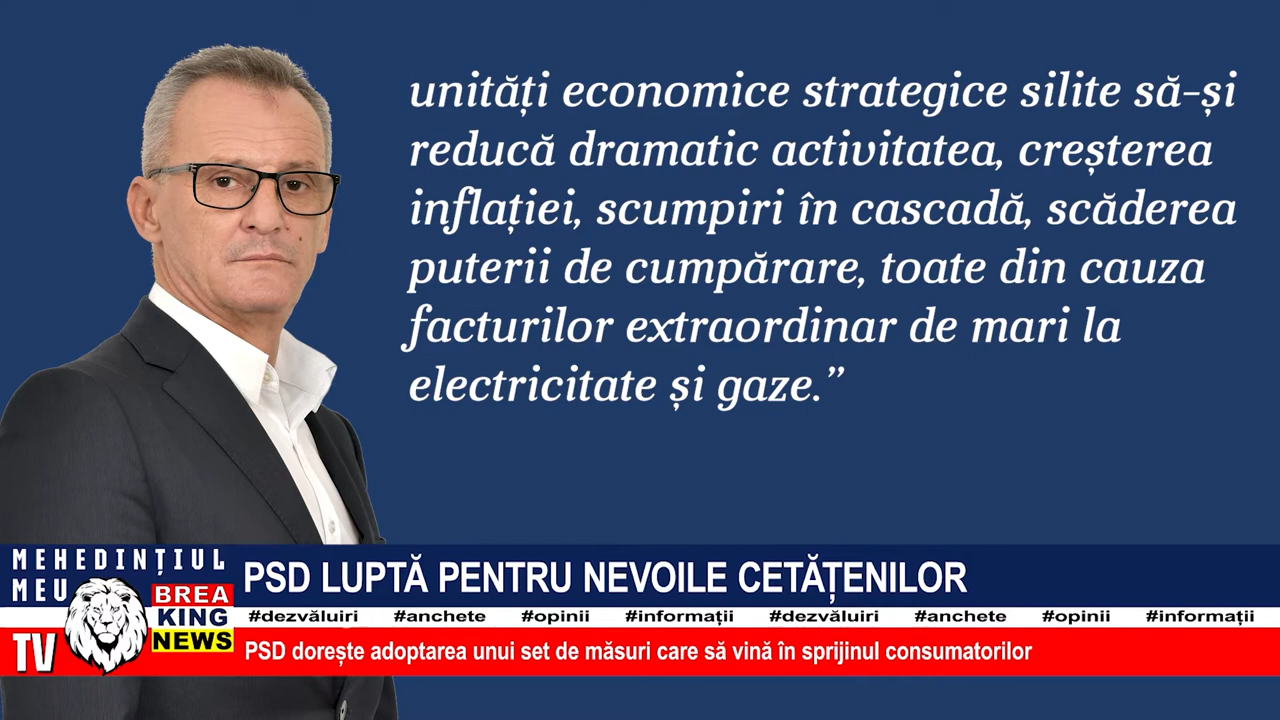 unități economice strategice silite să-și
reducă dramatic activitatea, creșterea
inflației, scumpiri în cascadă, scăderea
puterii de cumpărare, toate din cauza
facturilor extraordinar de mari la
electricitate și gaze.”
MEHEDINȚIUL
MEU
TV
BREA
KING
NEWS
PSD LUPTĂ PENTRU NEVOILE CETĂȚENILOR
#dezvăluiri #anchete #opinii #informații #dezvăluiri #anchete #opinii #informații
PSD dorește adoptarea unui set de măsuri care să vină în sprijinul consumatorilor